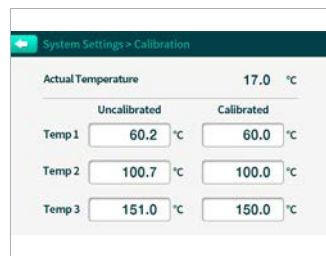 System Settings > Calibration
Actual Temperature 17.0 °C
Uncalibrated Calibrated
Temp 1 60.2 °C 60.0 °C
Temp 2 100.7 °C 100.0 °C
Temp 3 151.0 °C 150.0 °C